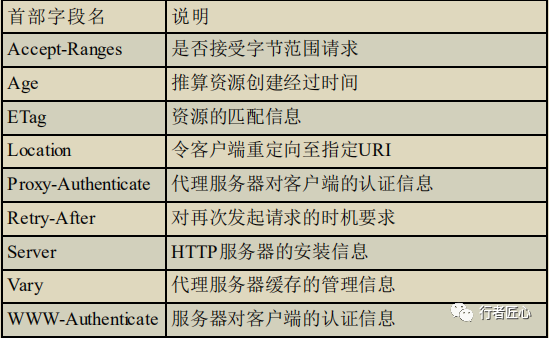 首部字段名 说明
Accept-Ranges 是否接受字节范围请求
Age 推算资源创建经过时间
ETag 资源的匹配信息
Location 令客户端重定向至指定URI
Proxy-Authenticate 代理服务器对客户端的认证信息
Retry-After 对再次发起请求的时机要求
Server HTTP服务器的安装信息
Vary 代理服务器缓存的管理信息
WWW-Authenticate 服务器对客户端的认证信息
行者匠心